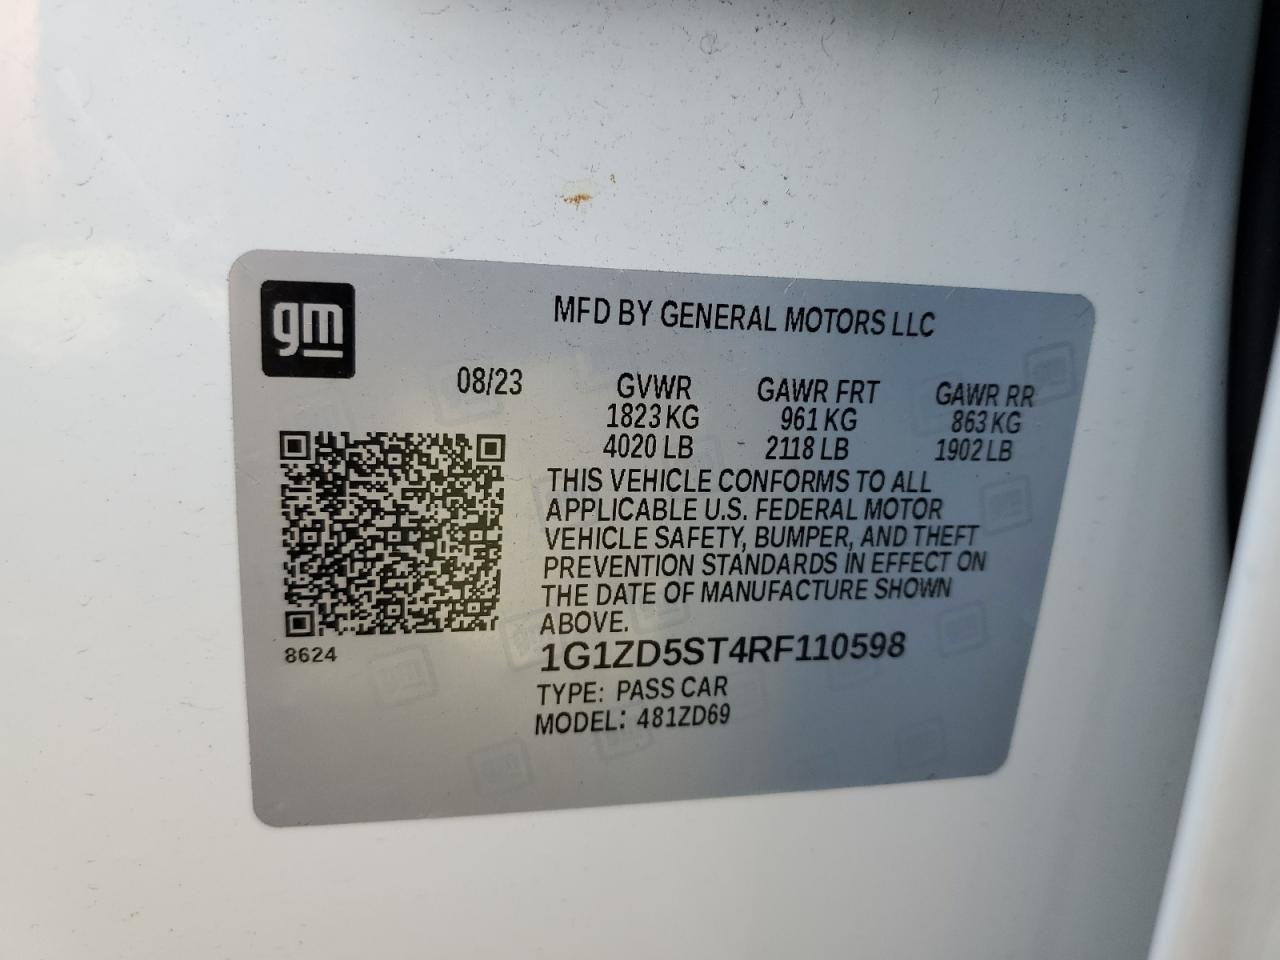 gm
MFD BY GENERAL MOTORS LLC
08/23 GVWR GAWR FRT GAWR RR
1823 KG 961 KG 863 KG
4020 LB 2118 LB 1902 LB
THIS VEHICLE CONFORMS TO ALL
APPLICABLE U.S. FEDERAL MOTOR
VEHICLE SAFETY, BUMPER, AND THEFT
PREVENTION STANDARDS IN EFFECT ON
THE DATE OF MANUFACTURE SHOWN
ABOVE.
8624
1G1ZD5ST4RF110598
TYPE: PASS CAR
MODEL: 481ZD69